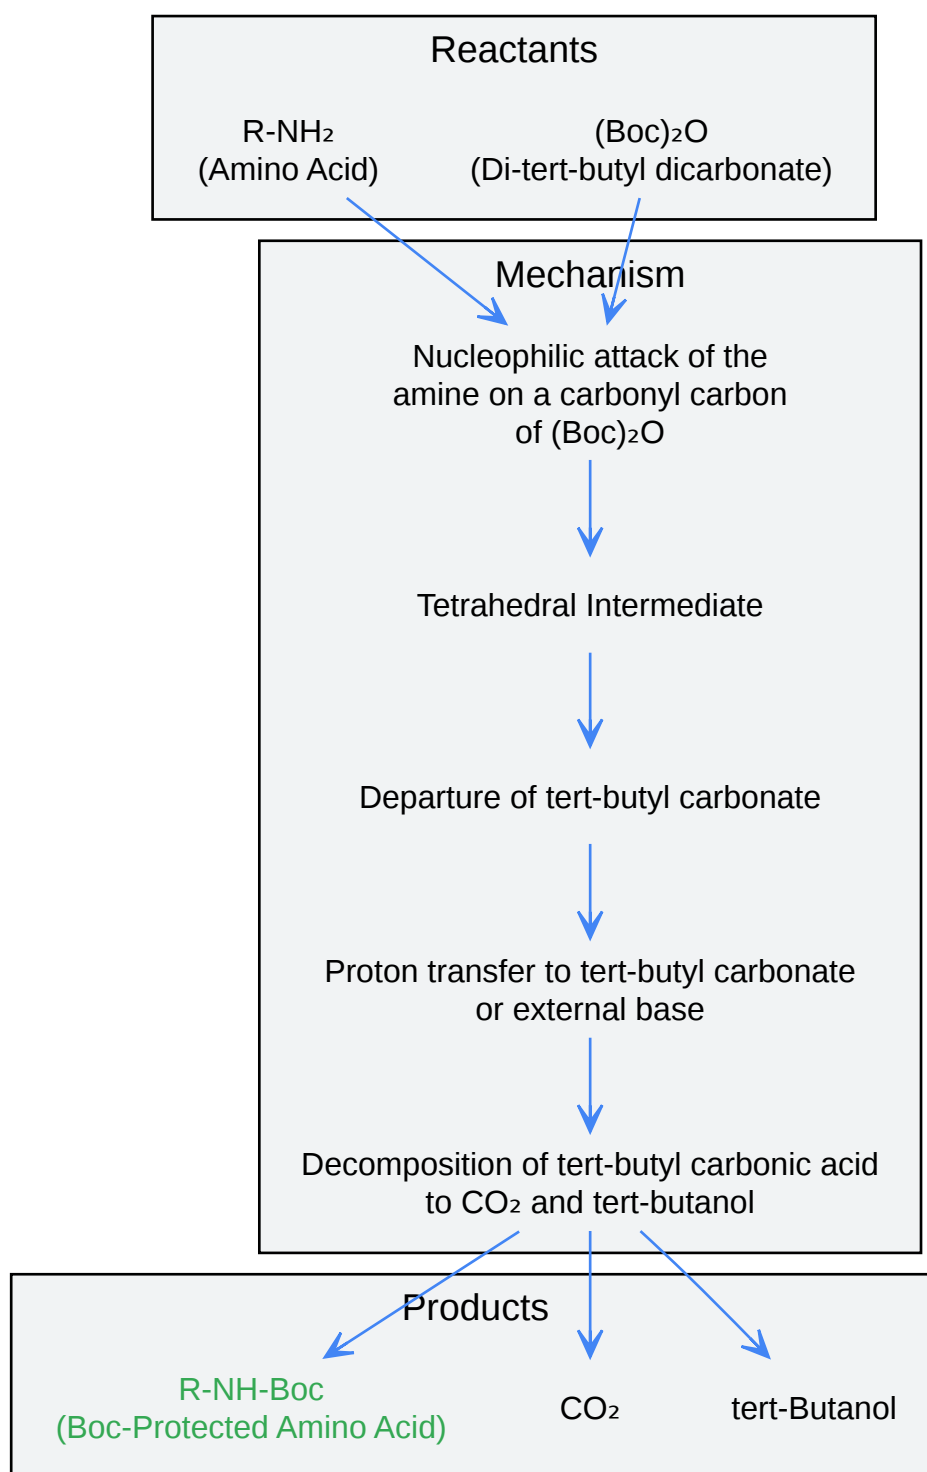 Reactants
R-NH₂
(Amino Acid)
(Boc)₂O
(Di-tert-butyl dicarbonate)
Mechanism
Nucleophilic attack of the
amine on a carbonyl carbon
of (Boc)₂O
Tetrahedral Intermediate
Departure of tert-butyl carbonate
Proton transfer to tert-butyl carbonate
or external base
Decomposition of tert-butyl carbonic acid
to CO₂ and tert-butanol
Products
R-NH-Boc
(Boc-Protected Amino Acid)
CO₂
tert-Butanol